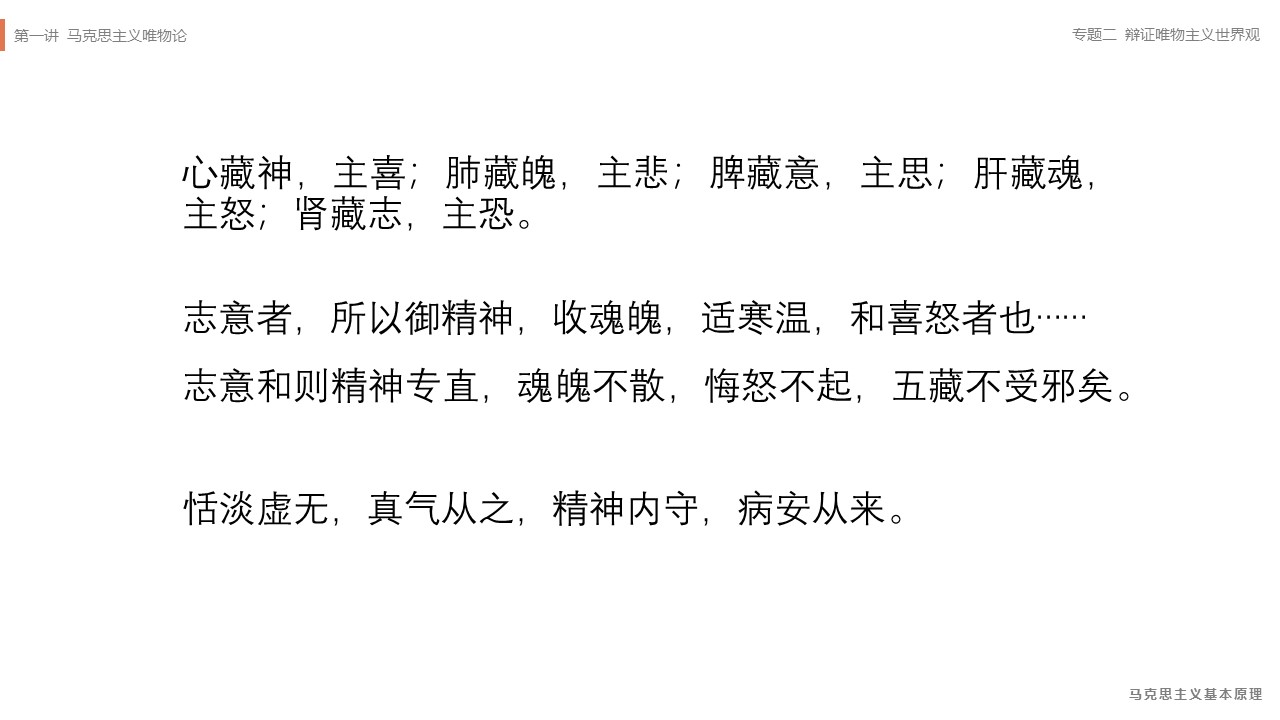 第一讲 马克思主义唯物论
专题二 辩证唯物主义世界观
心藏神，主喜；肺藏魄，主悲；脾藏意，主思；肝藏魂，
主怒；肾藏志，主恐。
志意者，所以御精神，收魂魄，适寒温，和喜怒者也……
志意和则精神专直，魂魄不散，悔怒不起，五藏不受邪矣。
恬淡虚无，真气从之，精神内守，病安从来。
马克思主义基本原理